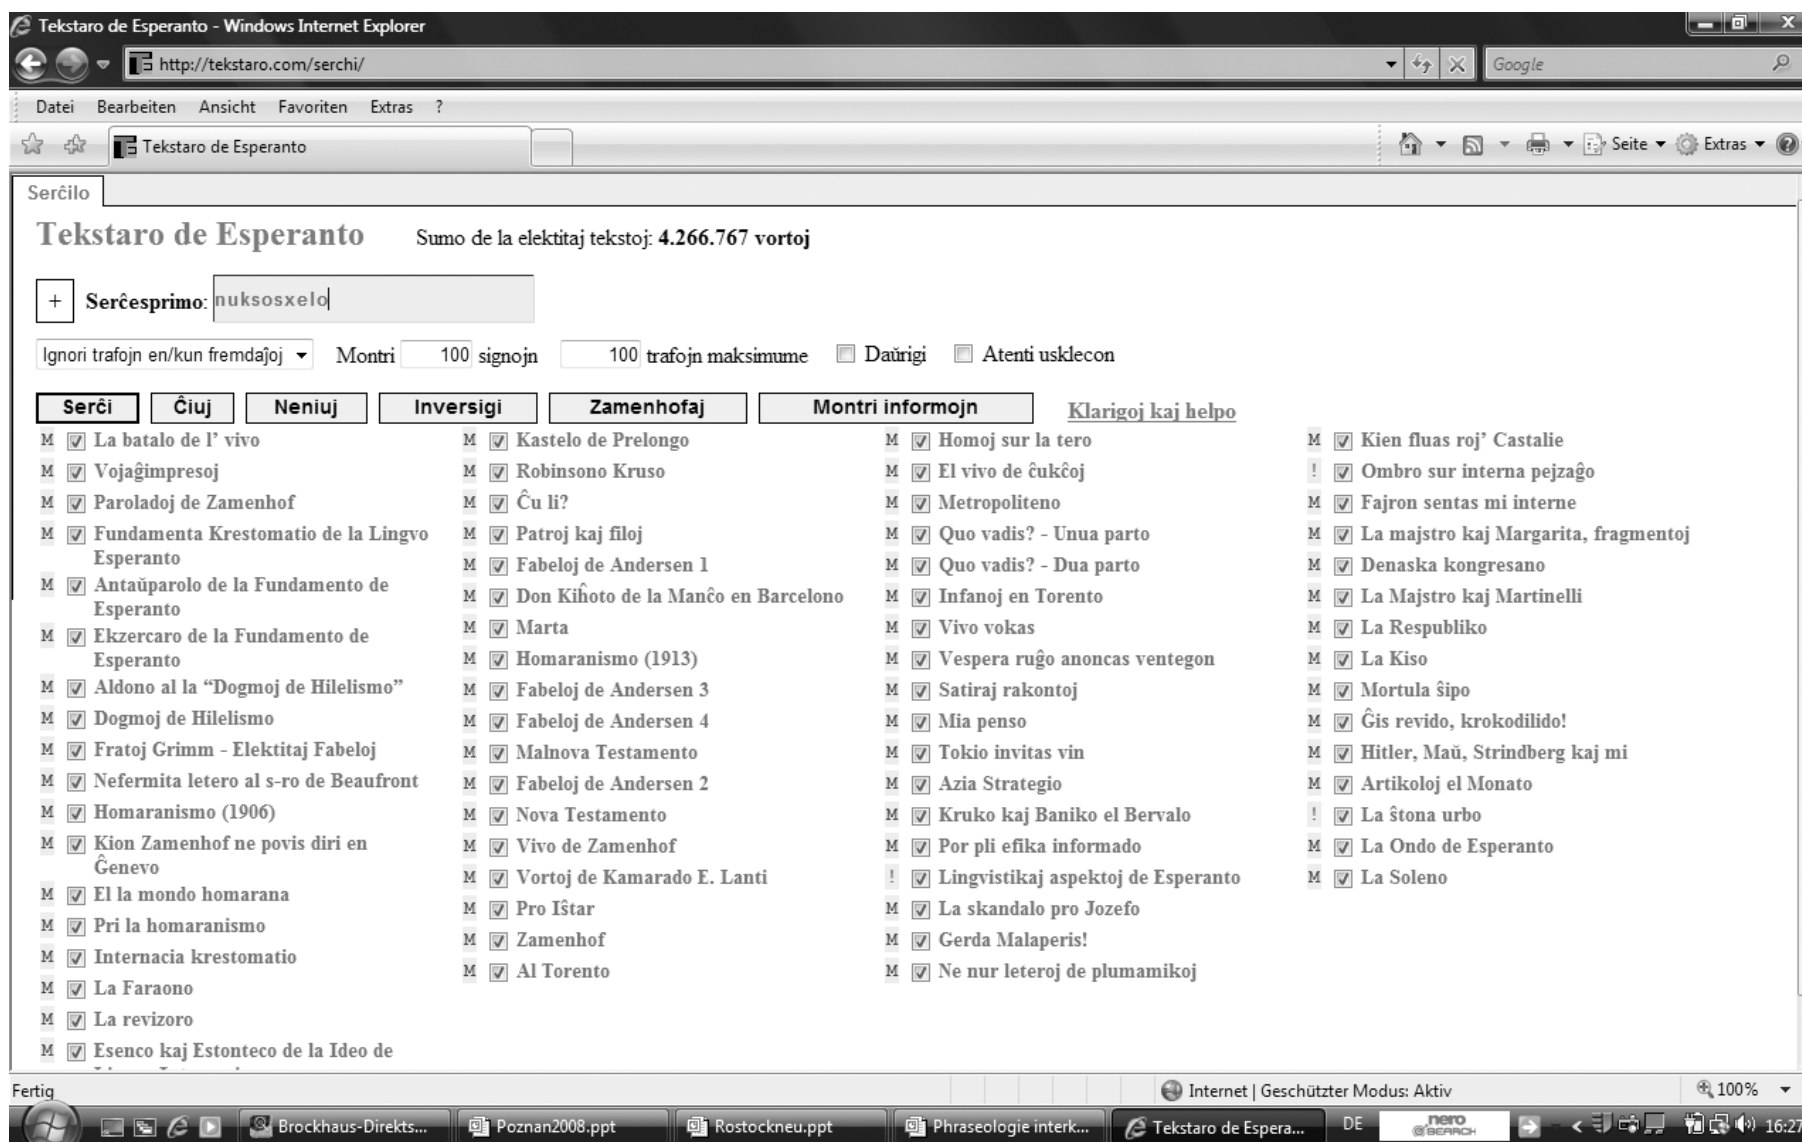 Tekstaro de Esperanto - Windows Internet Explorer
http://tekstaro.com/serchi/
Google
Datei Bearbeiten Ansicht Favoriten Extras ?
Tekstaro de Esperanto
Seite Extras
Serĉilo
Tekstaro de Esperanto Sumo de la elektitaj tekstoj: 4.266.767 vortoj
+ Serĉesprimo: nuksosxelo
Ignori trafojn en/kun fremdaĵoj Montri 100 signojn 100 trafojn maksimume Daŭrigi Atenti usklecon
Serĉi Ĉiuj Neniuj Inversigi Zamenhofaj Montri informojn Klarigoj kaj helpo
M La batalo de l' vivo
M Vojaĝimpresoj
M Paroladoj de Zamenhof
M Fundamenta Krestomatio de la Lingvo
Esperanto
M Antaŭparolo de la Fundamento de
Esperanto
M Ekzercaro de la Fundamento de
Esperanto
M Aldono al la “Dogmoj de Hilelismo”
M Dogmoj de Hilelismo
M Fratoj Grimm - Elektitaj Fabeloj
M Nefermita letero al s-ro de Beaufront
M Homaranismo (1906)
M Kion Zamenhof ne povis diri en
Ĝenevo
M El la mondo homarana
M Pri la homaranismo
M Internacia krestomatio
M La Faraono
M La revizoro
M Esenco kaj Estonteco de la Ideo de
M Kastelo de Prelongo
M Robinsono Kruso
M Ĉu li?
M Patroj kaj filoj
M Fabeloj de Andersen 1
M Don Kiĥoto de la Manĉo en Barcelono
M Marta
M Homaranismo (1913)
M Fabeloj de Andersen 3
M Fabeloj de Andersen 4
M Malnova Testamento
M Fabeloj de Andersen 2
M Nova Testamento
M Vivo de Zamenhof
M Vortoj de Kamarado E. Lanti
M Pro Iŝtar
M Zamenhof
M Al Torento
M Homoj sur la tero
M El vivo de ĉukĉoj
M Metropoliteno
M Quo vadis? - Unua parto
M Quo vadis? - Dua parto
M Infanoj en Torento
M Vivo vokas
M Vespera ruĝo anoncas ventegon
M Satiraj rakontoj
M Mia penso
M Tokio invitas vin
M Azia Strategio
M Kruko kaj Baniko el Bervalo
M Por pli efika informado
! Lingvistikaj aspektoj de Esperanto
M La skandalo pro Jozefo
M Gerda Malaperis!
M Ne nur leteroj de plumamikoj
M Kien fluas roj' Castalie
! Ombro sur interna pejzaĝo
M Fajron sentas mi interne
M La majstro kaj Margarita, fragmentoj
M Denaska kongresano
M La Majstro kaj Martinelli
M La Respubliko
M La Kiso
M Mortula ŝipo
M Ĝis revido, krokodilido!
M Hitler, Maŭ, Strindberg kaj mi
M Artikoloj el Monato
! La ŝtona urbo
M La Ondo de Esperanto
M La Soleno
Fertig Internet | Geschützter Modus: Aktiv 100%
Brockhaus-Direkts... Poznan2008.ppt Rostockneu.ppt Phraseologie interk... Tekstaro de Espera... DE nero SEARCH 16:27